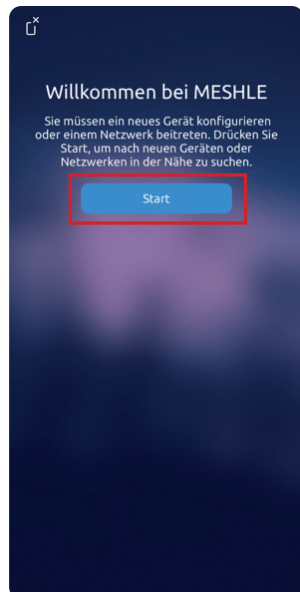 Willkommen bei MESHLE
Sie müssen ein neues Gerät konfigurieren
oder einem Netzwerk beitreten. Drücken Sie
Start, um nach neuen Geräten oder
Netzwerken in der Nähe zu suchen.
Start